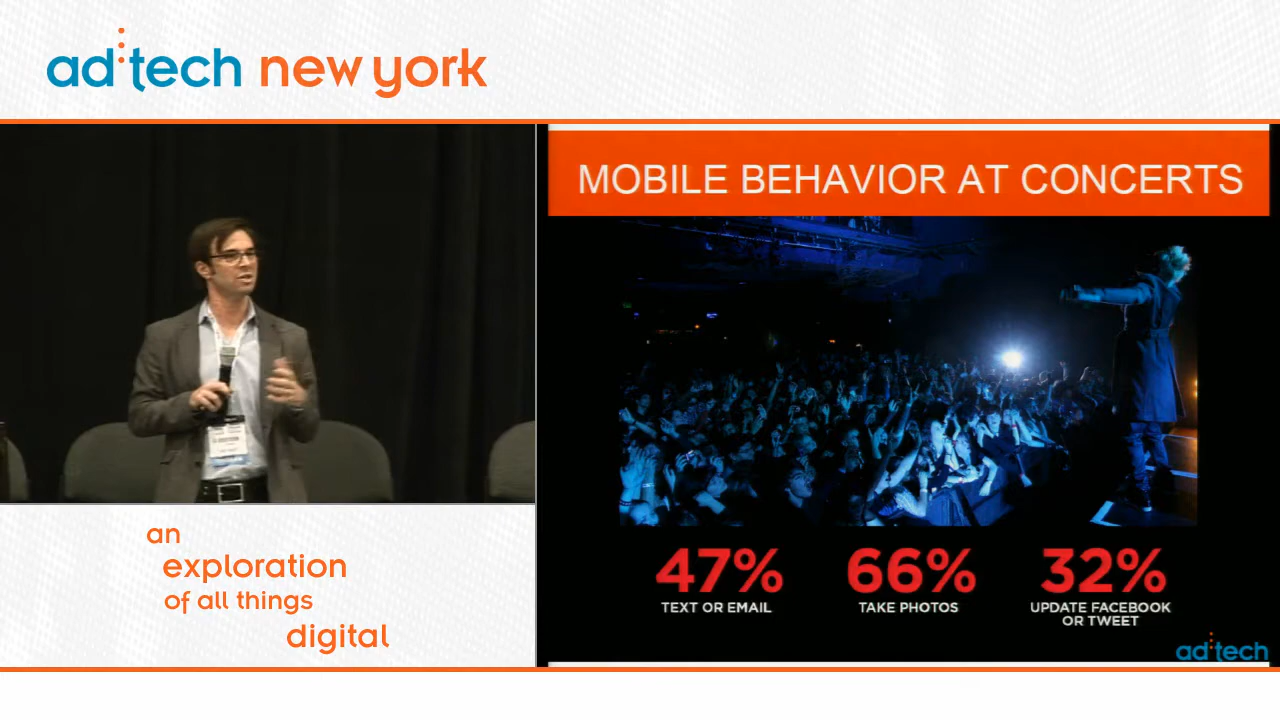 ad:tech new york
MOBILE BEHAVIOR AT CONCERTS
47%
TEXT OR EMAIL
66%
TAKE PHOTOS
32%
UPDATE FACEBOOK
OR TWEET
ad:tech
an
exploration
of all things
digital